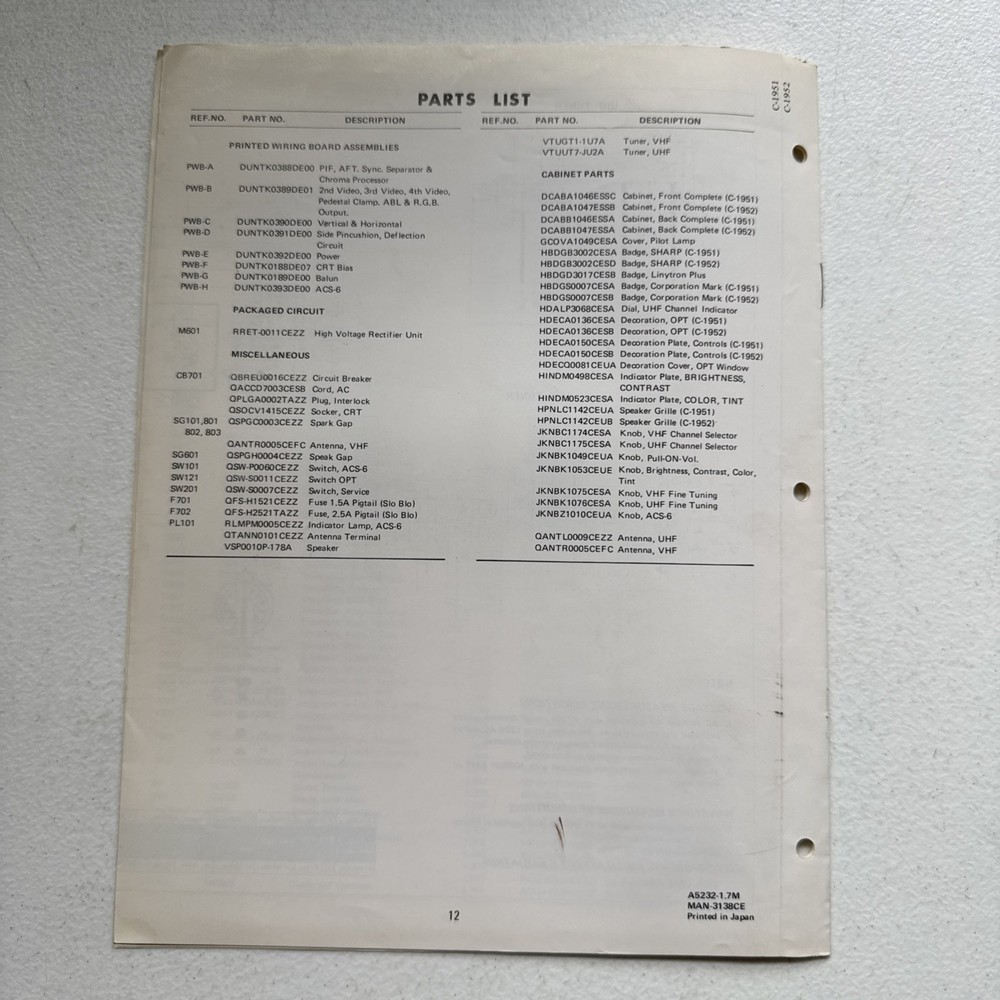 PARTS LIST
C-1951
C-1952
REF.NO. PART NO. DESCRIPTION
PRINTED WIRING BOARD ASSEMBLIES
PWB-A DUNTK0388DE00 PIF, AFT. Sync. Separator &
Chroma Processor
PWB-B DUNTK0389DE01 2nd Video, 3rd Video, 4th Video,
Pedestal Clamp. ABL & R.G.B.
Output.
PWB-C DUNTK0390DE00 Vertical & Horizontal
PWB-D DUNTK0391DE00 Side Pincushion, Deflection
Circuit
PWB-E DUNTK0392DE00 Power
PWB-F DUNTK0188DE07 CRT Bias
PWB-G DUNTK0189DE00 Balun
PWB-H DUNTK0393DE00 ACS-6
PACKAGED CIRCUIT
M601 RRET-0011CEZZ High Voltage Rectifier Unit
MISCELLANEOUS
CB701 QBREU0016CEZZ Circuit Breaker
QACCD7003CESB Cord, AC
QPLGA0002TAZZ Plug, Interlock
QSOCV1415CEZZ Socker, CRT
SG101,801 QSPGC0003CEZZ Spark Gap
802, 803
QANTR0005CEFC Antenna, VHF
SG601 QSPGH0004CEZZ Speak Gap
SW101 QSW-P0060CEZZ Switch, ACS-6
SW121 QSW-S0011CEZZ Switch OPT
SW201 QSW-S0007CEZZ Switch, Service
F701 QFS-H1521CEZZ Fuse 1.5A Pigtail (Slo Blo)
F702 QFS-H2521TAZZ Fuse, 2.5A Pigtail (Slo Blo)
PL101 RLMPM0005CEZZ Indicator Lamp, ACS-6
QTANN0101CEZZ Antenna Terminal
VSP0010P-178A Speaker
REF.NO. PART NO. DESCRIPTION
VTUGT1-1U7A Tuner, VHF
VTUUT7-JU2A Tuner, UHF
CABINET PARTS
DCABA1046ESSC Cabinet, Front Complete (C-1951)
DCABA1047ESSB Cabinet, Front Complete (C-1952)
DCABB1046ESSA Cabinet, Back Complete (C-1951)
DCABB1047ESSA Cabinet, Back Complete (C-1952)
GCOVA1049CESA Cover, Pilot Lamp
HBDGB3002CESA Badge, SHARP (C-1951)
HBDGB3002CESD Badge, SHARP (C-1952)
HBDGD3017CESB Badge, Linytron Plus
HBDGS0007CESA Badge, Corporation Mark (C-1951)
HBDGS0007CESB Badge, Corporation Mark (C-1952)
HDALP3068CESA Dial, UHF Channel Indicator
HDECA0136CESA Decoration, OPT (C-1951)
HDECA0136CESB Decoration, OPT (C-1952)
HDECA0150CESA Decoration Plate, Controls (C-1951)
HDECA0150CESB Decoration Plate, Controls (C-1952)
HDECQ0081CEUA Decoration Cover, OPT Window
HINDM0498CESA Indicator Plate, BRIGHTNESS,
CONTRAST
HINDM0523CESA Indicator Plate, COLOR, TINT
HPNLC1142CEUA Speaker Grille (C-1951)
HPNLC1142CEUB Speaker Grille (C-1952)
JKNBC1174CESA Knob, VHF Channel Selector
JKNBC1175CESA Knob, UHF Channel Selector
JKNBK1049CEUA Knob, Pull-ON-Vol.
JKNBK1053CEUE Knob, Brightness, Contrast, Color,
Tint
JKNBK1075CESA Knob, VHF Fine Tuning
JKNBK1076CESA Knob, UHF Fine Tuning
JKNBZ1010CEUA Knob, ACS-6
QANTL0009CEZZ Antenna, UHF
QANTR0005CEFC Antenna, VHF
12
A5232-1.7M
MAN-3138CE
Printed in Japan